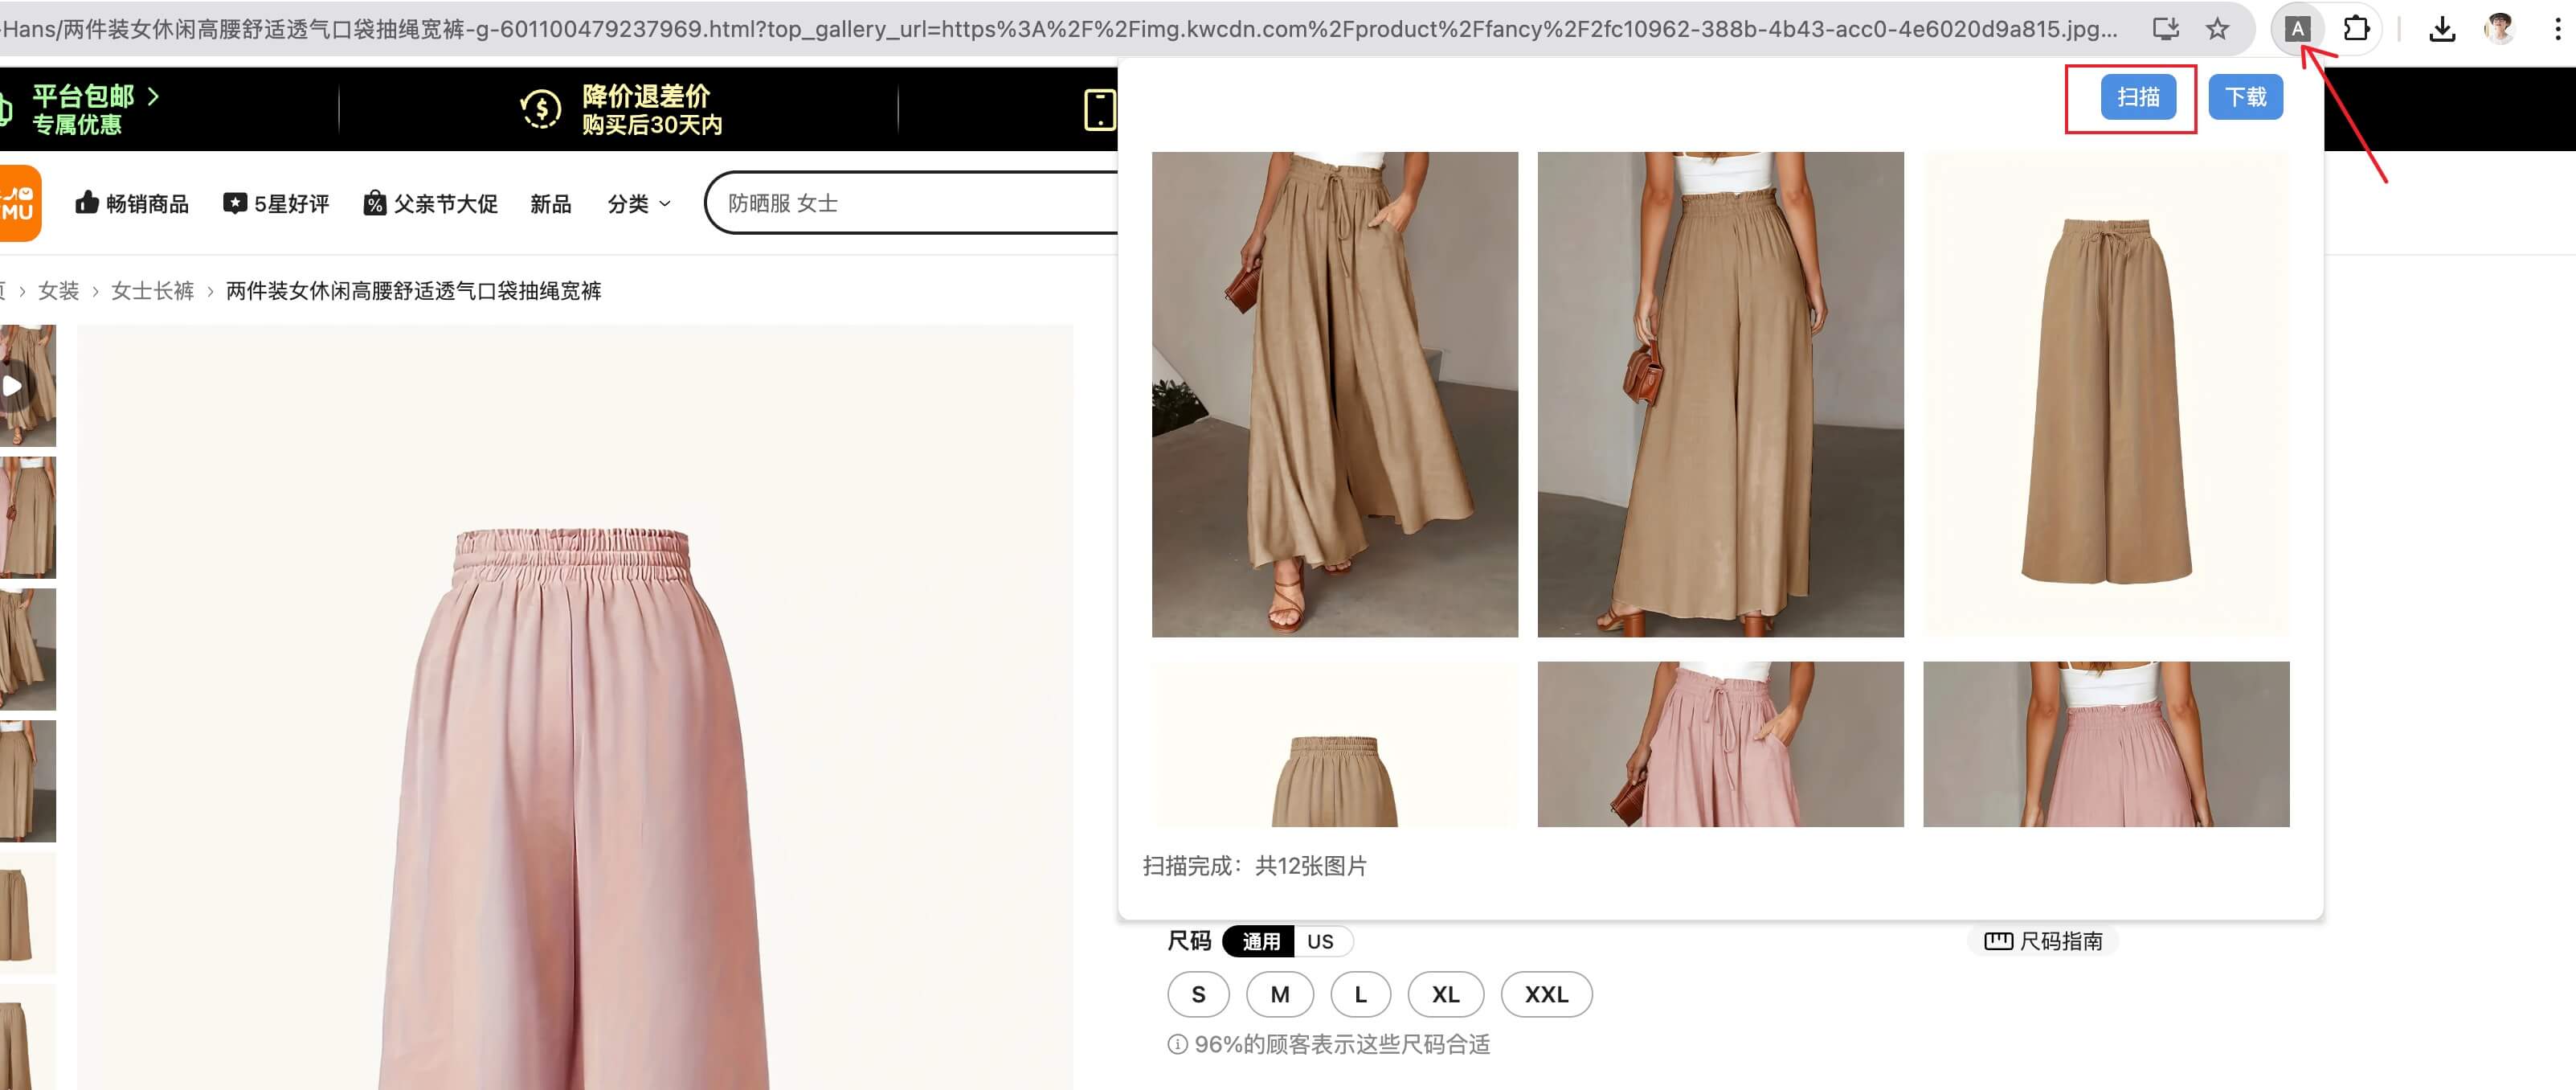 -Hans/两件装女休闲高腰舒适透气口袋抽绳宽裤-g-601100479237969.html?top_gallery_url=https%3A%2F%2Fimg.kwcdn.com%2Fproduct%2Ffancy%2F2fc10962-388b-4b43-acc0-4e6020d9a815.jpg...
A
平台包邮
专属优惠
降价退差价
购买后30天内
扫描
下载
MU
畅销商品
5星好评
父亲节大促
新品
分类
防晒服 女士
页 › 女装 › 女士长裤 › 两件装女休闲高腰舒适透气口袋抽绳宽裤
扫描完成：共12张图片
尺码
通用
US
尺码指南
S
M
L
XL
XXL
96%的顾客表示这些尺码合适